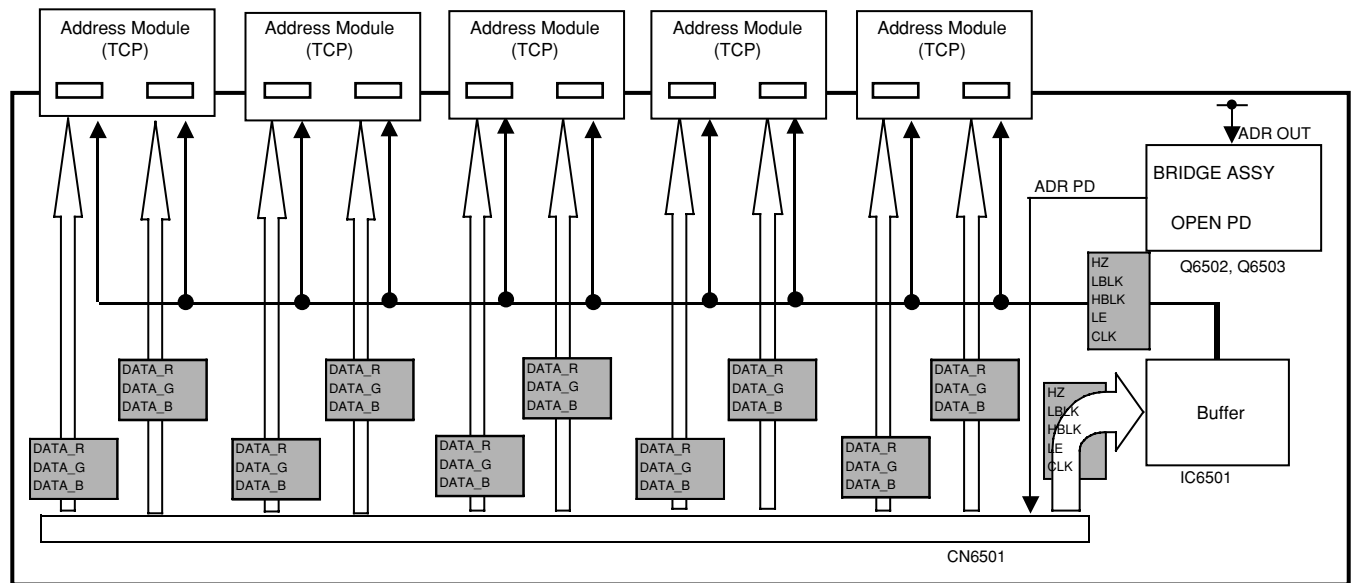 Address Module
(TCP)
Address Module
(TCP)
Address Module
(TCP)
Address Module
(TCP)
Address Module
(TCP)
ADR OUT
BRIDGE ASSY
OPEN PD
ADR PD
Q6502, Q6503
HZ
LBLK
HBLK
LE
CLK
DATA_R
DATA_G
DATA_B
DATA_R
DATA_G
DATA_B
DATA_R
DATA_G
DATA_B
DATA_R
DATA_G
DATA_B
DATA_R
DATA_G
DATA_B
HZ
LBLK
HBLK
LE
CLK
Buffer
IC6501
DATA_R
DATA_G
DATA_B
DATA_R
DATA_G
DATA_B
DATA_R
DATA_G
DATA_B
DATA_R
DATA_G
DATA_B
DATA_R
DATA_G
DATA_B
CN6501